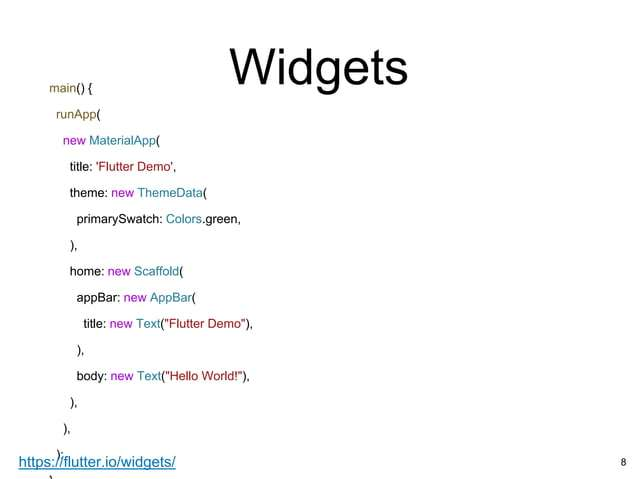 Widgets
main() {
runApp(
new MaterialApp(
title: 'Flutter Demo',
theme: new ThemeData(
primarySwatch: Colors.green,
),
home: new Scaffold(
appBar: new AppBar(
title: new Text("Flutter Demo"),
),
body: new Text("Hello World!"),
),
),
);
https://flutter.io/widgets/
8